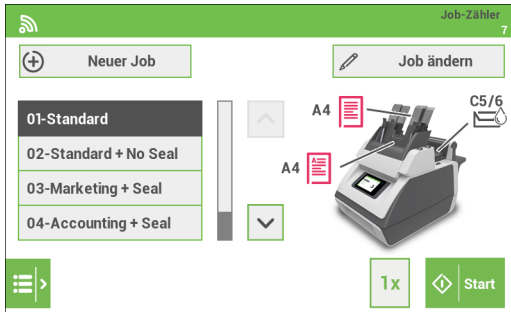 Job-Zähler
7
Neuer Job
Job ändern
01-Standard
02-Standard + No Seal
03-Marketing + Seal
04-Accounting + Seal
A4
C5/6
A4
1x
Start